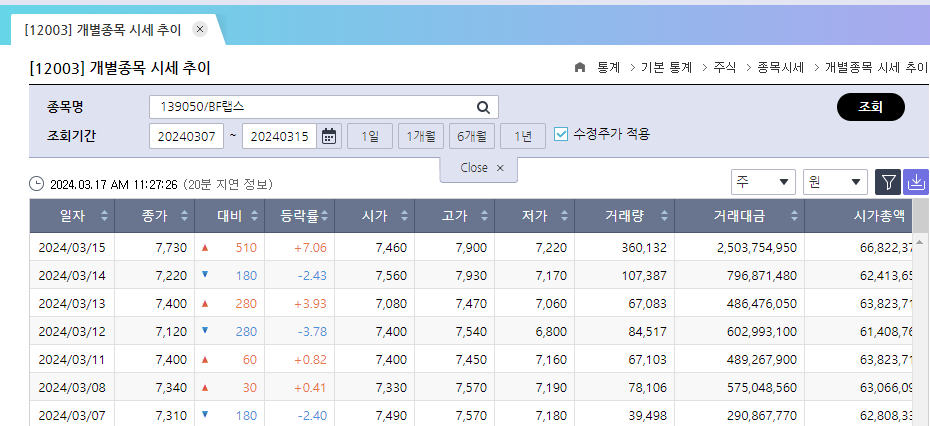 [12003] 개별종목 시세 추이 ×
[12003] 개별종목 시세 추이 통계 > 기본 통계 > 주식 > 종목시세 > 개별종목 시세 추이
종목명 139050/BF랩스 조회
조회기간 20240307 ~ 20240315 1일 1개월 6개월 1년 수정주가 적용
Close ×
2024.03.17 AM 11:27:26 (20분 지연 정보) 주 ▼ 원 ▼
일자 종가 대비 등락률 시가 고가 저가 거래량 거래대금 시가총액
2024/03/15 7,730 ▲ 510 +7.06 7,460 7,900 7,220 360,132 2,503,754,950 66,822,37
2024/03/14 7,220 ▼ 180 -2.43 7,560 7,930 7,170 107,387 796,871,480 62,413,65
2024/03/13 7,400 ▲ 280 +3.93 7,080 7,470 7,060 67,083 486,476,050 63,823,71
2024/03/12 7,120 ▼ 280 -3.78 7,400 7,540 6,800 84,517 602,993,100 61,408,76
2024/03/11 7,400 ▲ 60 +0.82 7,400 7,450 7,160 67,103 489,267,900 63,823,71
2024/03/08 7,340 ▲ 30 +0.41 7,330 7,570 7,190 78,106 575,048,560 63,066,09
2024/03/07 7,310 ▼ 180 -2.40 7,490 7,570 7,180 39,498 290,867,770 62,808,33